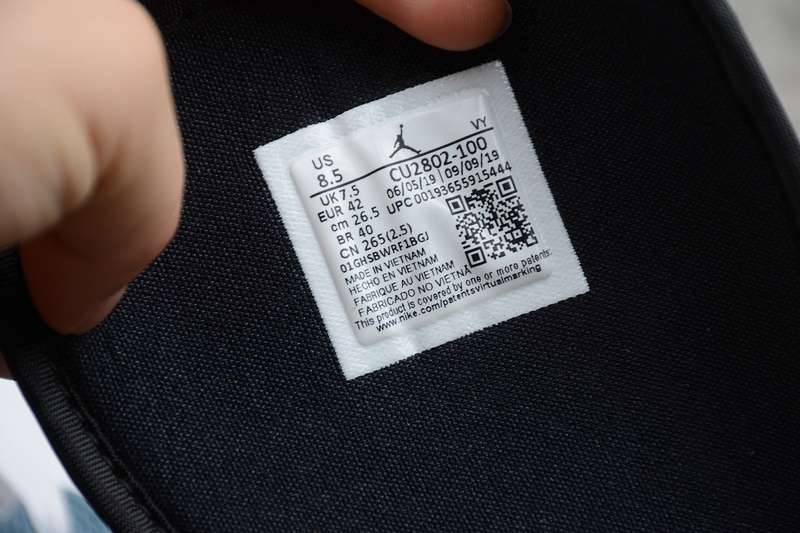 US
8.5
VY
UK 7.5
CU2802-100
EUR 42
06/05/19 | 09/09/19
cm 26.5
UPC 00193655915444
BR 40
CN 265(2.5)
01GHSBWRF1BGJ
MADE IN VIETNAM
HECHO EN VIETNAM
FABRIQUE AU VIETNAM
FABRICADO NO VIETNA
This product is covered by one or more patents.
www.nike.com/patentsvirtualmarking